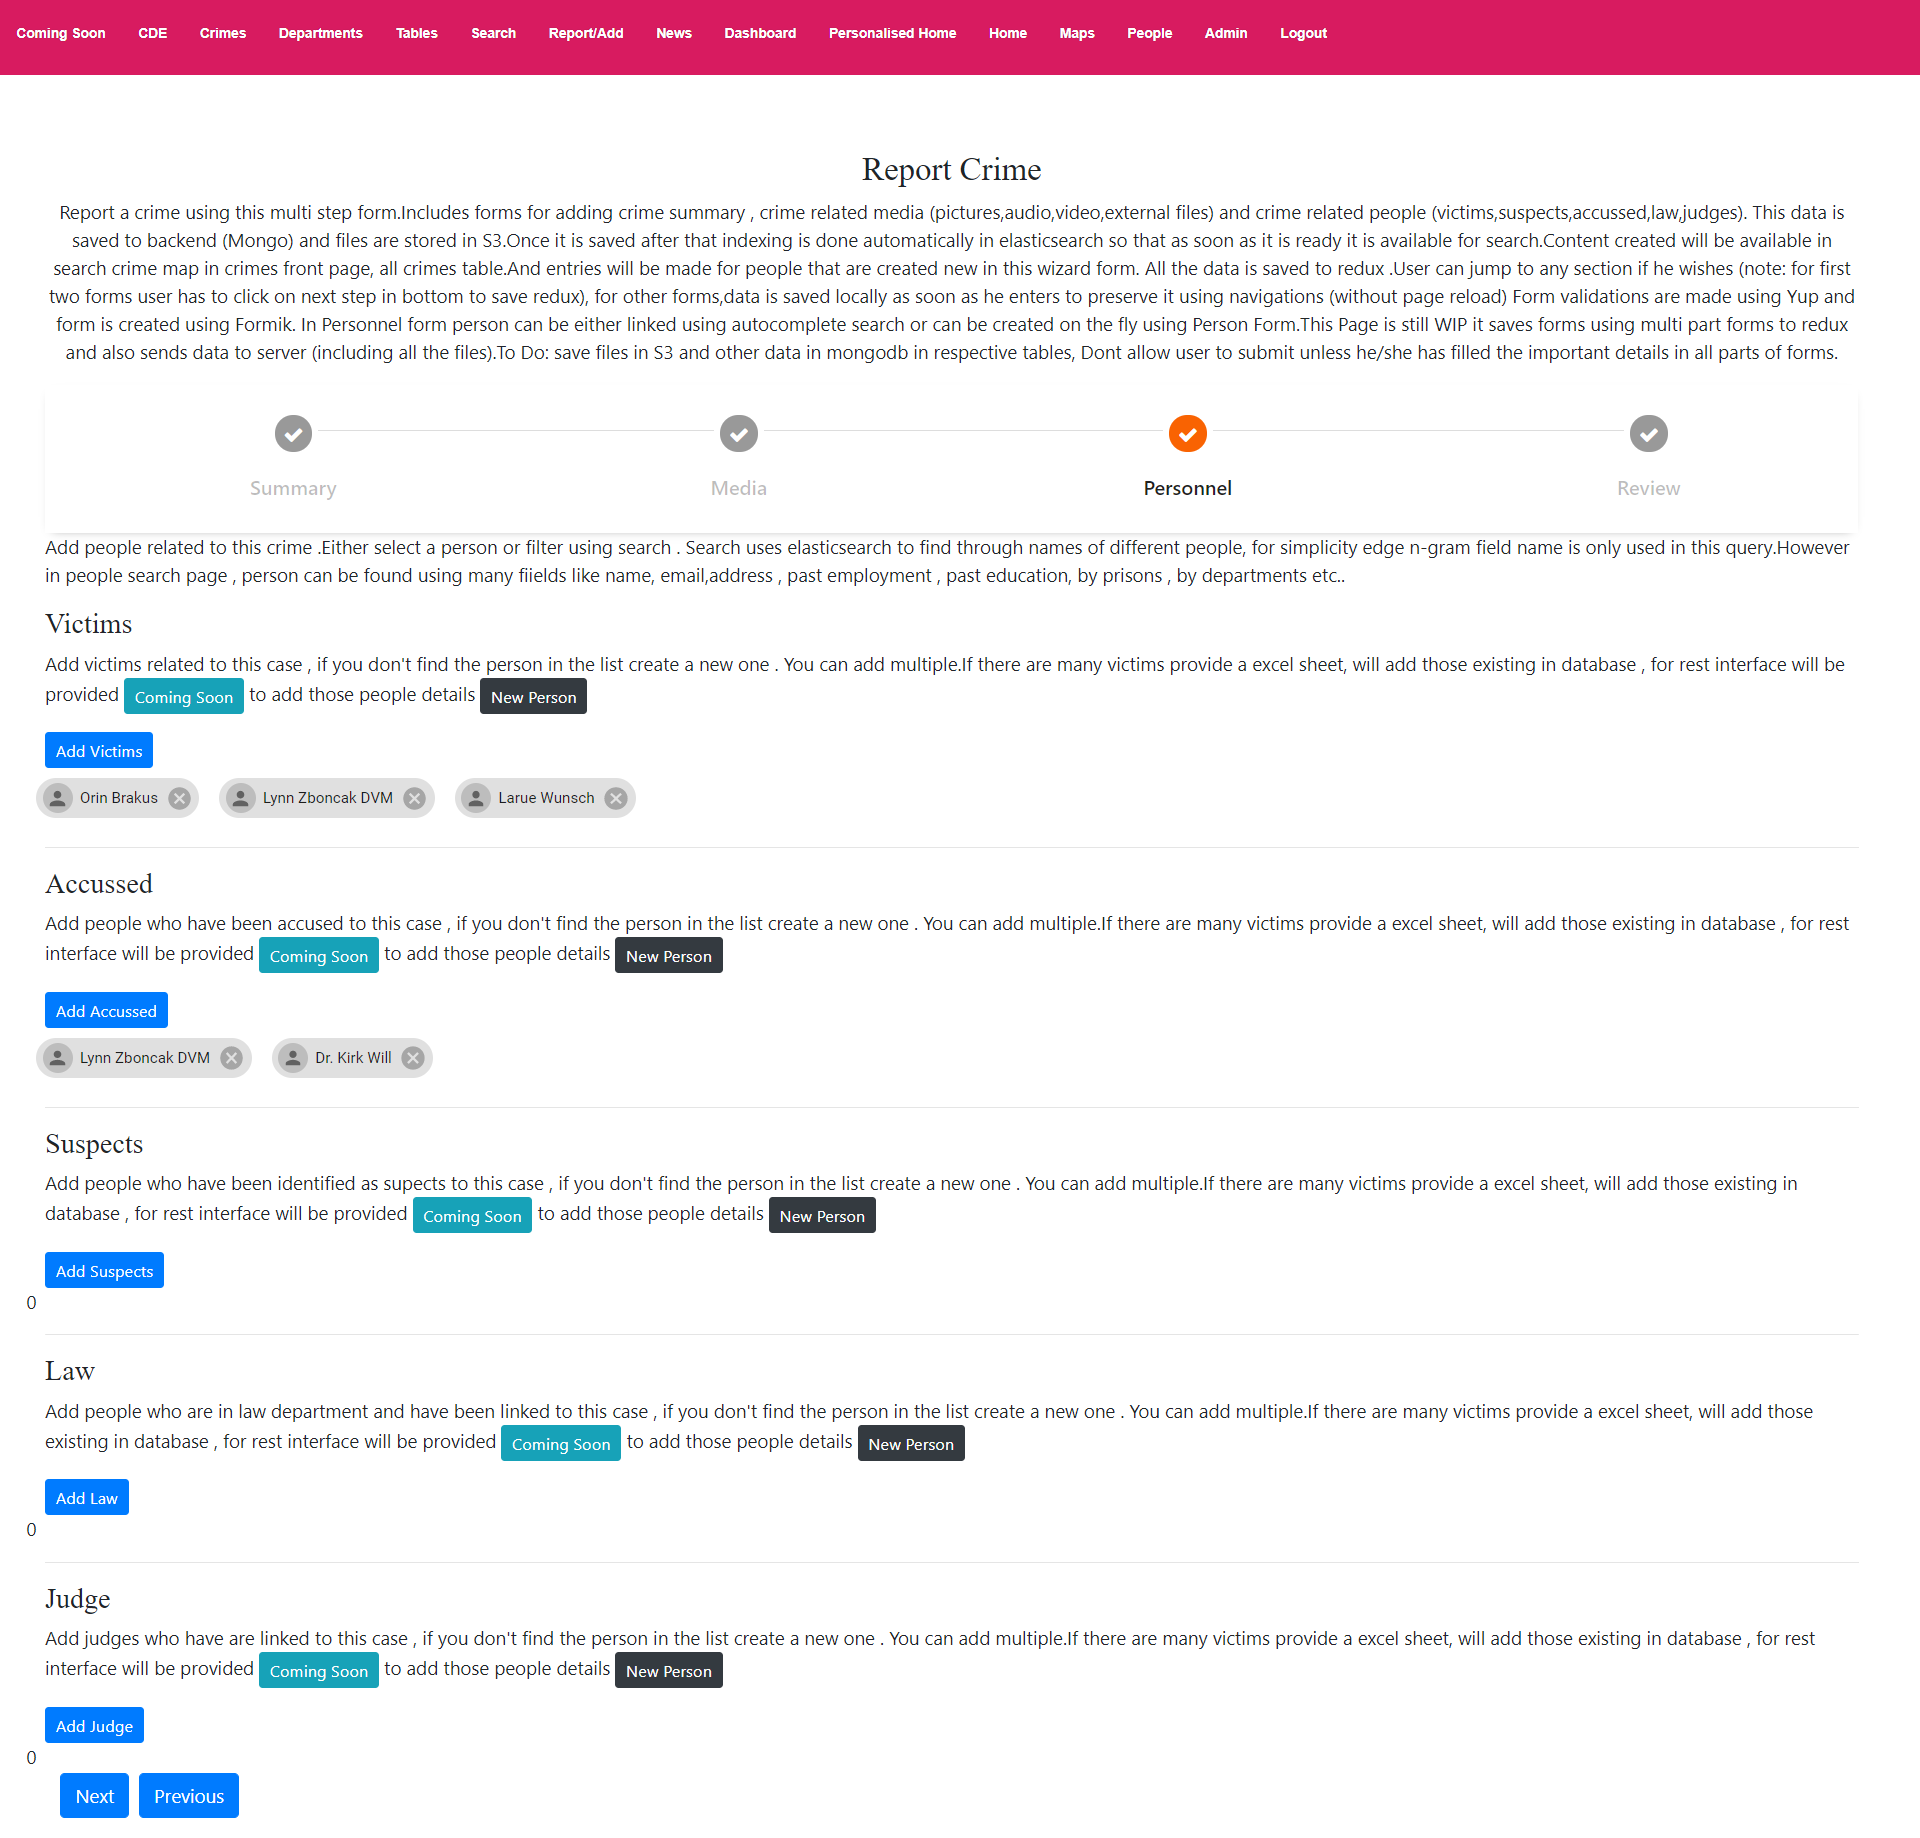 Coming Soon CDE Crimes Departments Tables Search Report/Add News Dashboard Personalised Home Home Maps People Admin Logout
Report Crime
Report a crime using this multi step form.Includes forms for adding crime summary , crime related media (pictures,audio,video,external files) and crime related people (victims,suspects,accussed,law,judges). This data is
saved to backend (Mongo) and files are stored in S3.Once it is saved after that indexing is done automatically in elasticsearch so that as soon as it is ready it is available for search.Content created will be available in
search crime map in crimes front page, all crimes table.And entries will be made for people that are created new in this wizard form. All the data is saved to redux .User can jump to any section if he wishes (note: for first
two forms user has to click on next step in bottom to save redux), for other forms,data is saved locally as soon as he enters to preserve it using navigations (without page reload) Form validations are made using Yup and
form is created using Formik. In Personnel form person can be either linked using autocomplete search or can be created on the fly using Person Form.This Page is still WIP it saves forms using multi part forms to redux
and also sends data to server (including all the files).To Do: save files in S3 and other data in mongodb in respective tables, Dont allow user to submit unless he/she has filled the important details in all parts of forms.
Summary Media Personnel Review
Add people related to this crime .Either select a person or filter using search . Search uses elasticsearch to find through names of different people, for simplicity edge n-gram field name is only used in this query.However
in people search page , person can be found using many fiields like name, email,address , past employment , past education, by prisons , by departments etc..
Victims
Add victims related to this case , if you don't find the person in the list create a new one . You can add multiple.If there are many victims provide a excel sheet, will add those existing in database , for rest interface will be
provided Coming Soon to add those people details New Person
Add Victims
Orin Brakus Lynn Zboncak DVM Larue Wunsch
Accussed
Add people who have been accused to this case , if you don't find the person in the list create a new one . You can add multiple.If there are many victims provide a excel sheet, will add those existing in database , for rest
interface will be provided Coming Soon to add those people details New Person
Add Accussed
Lynn Zboncak DVM Dr. Kirk Will
Suspects
Add people who have been identified as supects to this case , if you don't find the person in the list create a new one . You can add multiple.If there are many victims provide a excel sheet, will add those existing in
database , for rest interface will be provided Coming Soon to add those people details New Person
Add Suspects
0
Law
Add people who are in law department and have been linked to this case , if you don't find the person in the list create a new one . You can add multiple.If there are many victims provide a excel sheet, will add those
existing in database , for rest interface will be provided Coming Soon to add those people details New Person
Add Law
0
Judge
Add judges who have are linked to this case , if you don't find the person in the list create a new one . You can add multiple.If there are many victims provide a excel sheet, will add those existing in database , for rest
interface will be provided Coming Soon to add those people details New Person
Add Judge
0
Next Previous